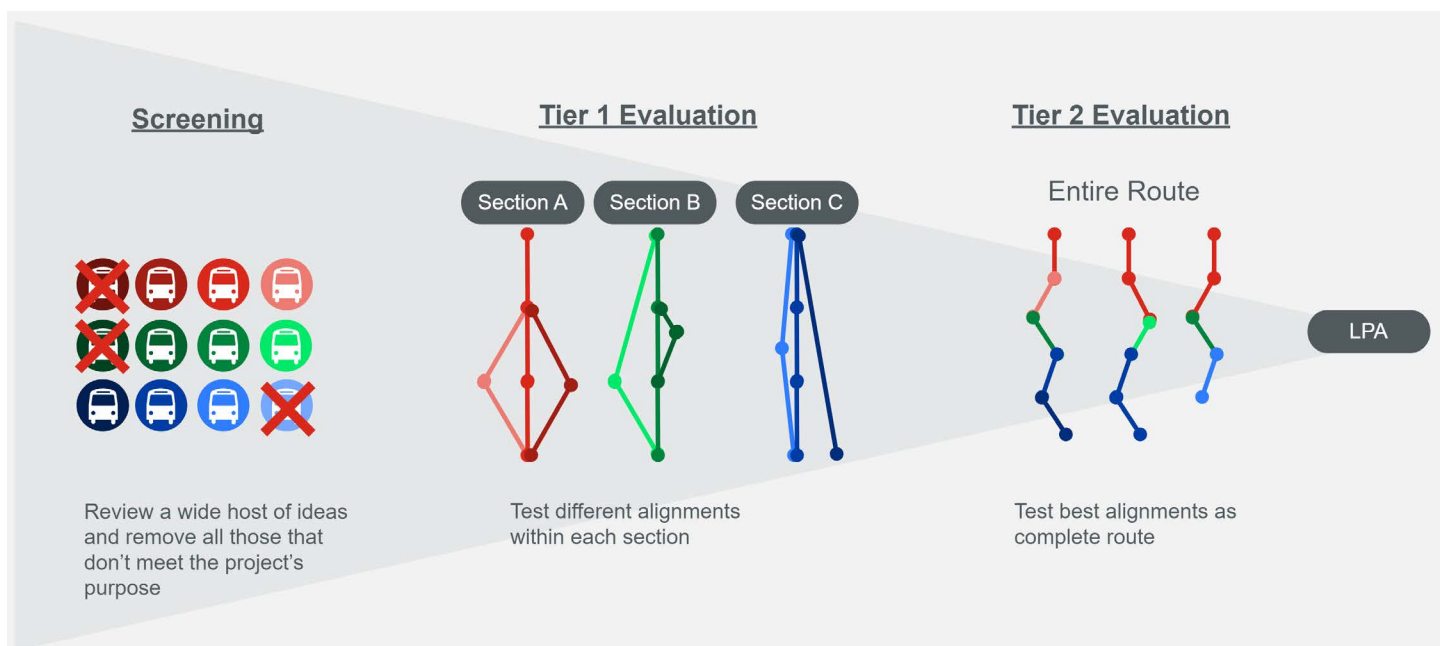 Screening
Review a wide host of ideas
and remove all those that
don’t meet the project’s
purpose
Tier 1 Evaluation
Section A
Section B
Section C
Test different alignments
within each section
Tier 2 Evaluation
Entire Route
Test best alignments as
complete route
LPA